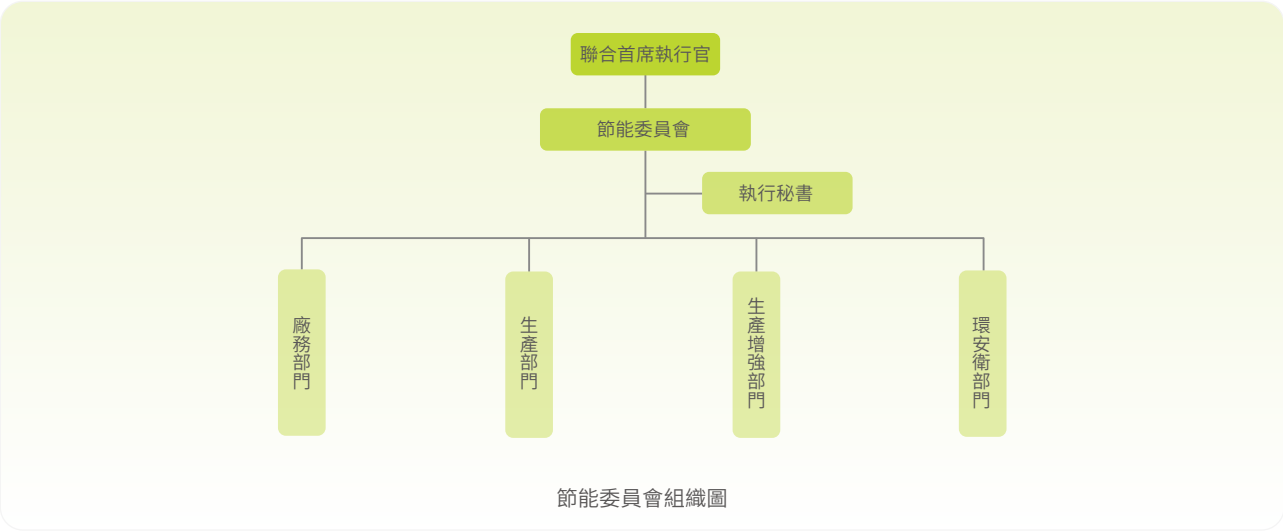 聯合首席執行官
節能委員會
執行秘書
廠務部門
生產部門
生產增強部門
環安衛部門
節能委員會組織圖